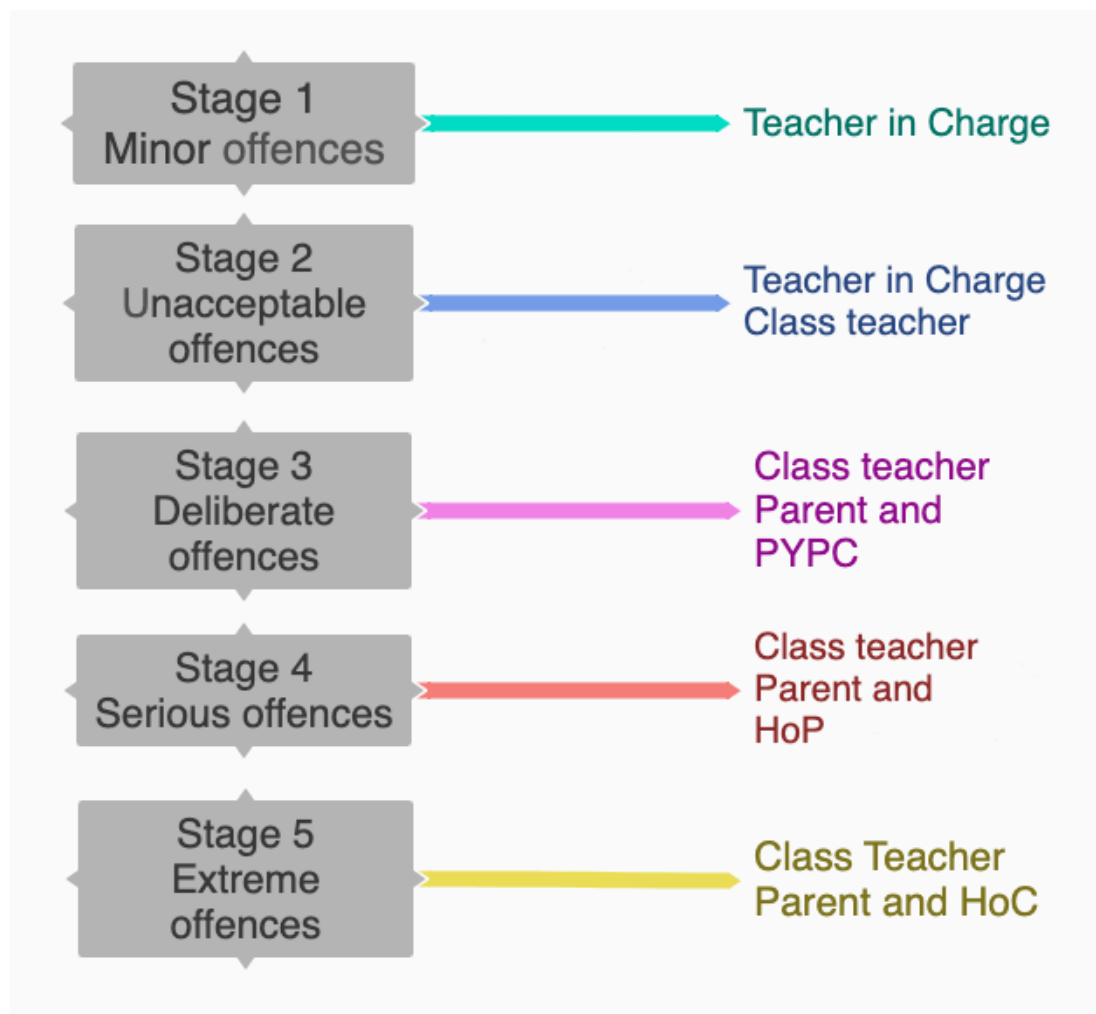 Stage 1
Minor offences
Teacher in Charge
Stage 2
Unacceptable
offences
Teacher in Charge
Class teacher
Stage 3
Deliberate
offences
Class teacher
Parent and
PYPC
Stage 4
Serious offences
Class teacher
Parent and
HoP
Stage 5
Extreme
offences
Class Teacher
Parent and HoC